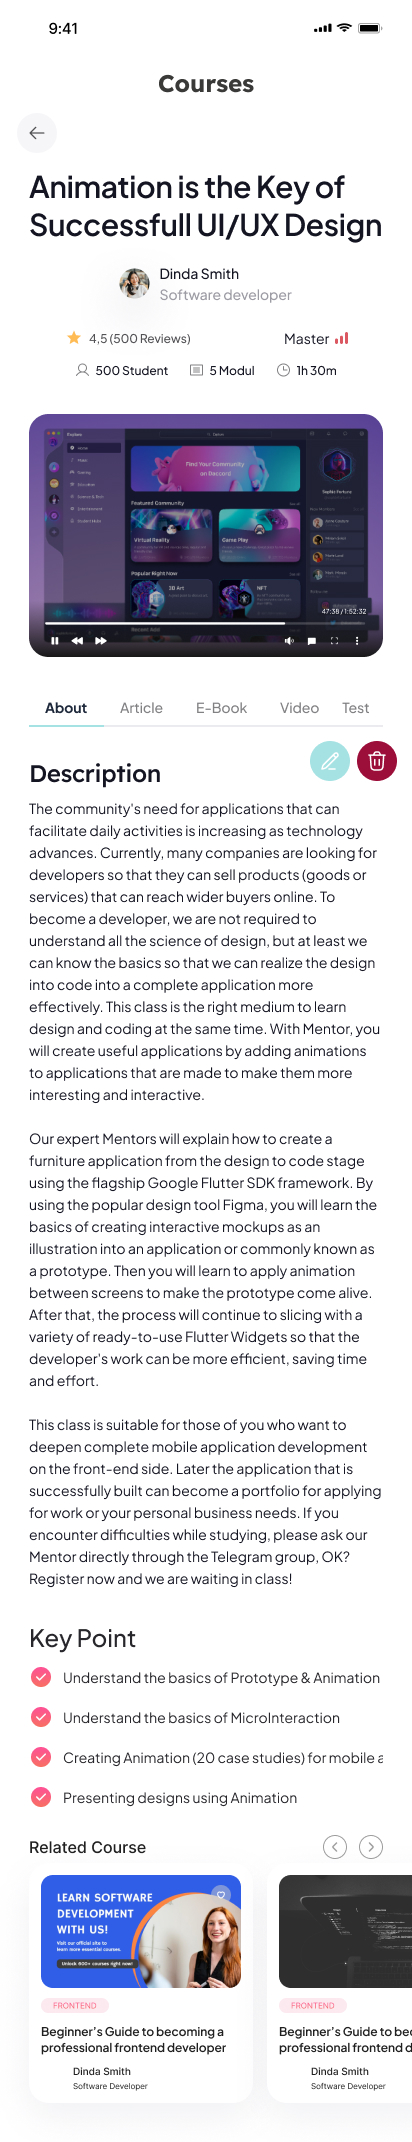 9:41
Courses
Animation is the Key of
Successfull UI/UX Design
Dinda Smith
Software developer
4,5 (500 Reviews)
Master
500 Student
5 Modul
1h 30m
Explore
Home
Music
Gaming
Education
Science & Tech
Entertainment
Student Hubs
Find Your Community
on Discord
Featured Community
Virtual Reality
Game Play
Popular Right Now
3D Art
NFT
Sophie Fortune
47:38 / 1:52:32
About
Article
E-Book
Video
Test
Description
The community's need for applications that can
facilitate daily activities is increasing as technology
advances. Currently, many companies are looking for
developers so that they can sell products (goods or
services) that can reach wider buyers online. To
become a developer, we are not required to
understand all the science of design, but at least we
can know the basics so that we can realize the design
into code into a complete application more
effectively. This class is the right medium to learn
design and coding at the same time. With Mentor, you
will create useful applications by adding animations
to applications that are made to make them more
interesting and interactive.
Our expert Mentors will explain how to create a
furniture application from the design to code stage
using the flagship Google Flutter SDK framework. By
using the popular design tool Figma, you will learn the
basics of creating interactive mockups as an
illustration into an application or commonly known as
a prototype. Then you will learn to apply animation
between screens to make the prototype come alive.
After that, the process will continue to slicing with a
variety of ready-to-use Flutter Widgets so that the
developer's work can be more efficient, saving time
and effort.
This class is suitable for those of you who want to
deepen complete mobile application development
on the front-end side. Later the application that is
successfully built can become a portfolio for applying
for work or your personal business needs. If you
encounter difficulties while studying, please ask our
Mentor directly through the Telegram group, OK?
Register now and we are waiting in class!
Key Point
Understand the basics of Prototype & Animation
Understand the basics of MicroInteraction
Creating Animation (20 case studies) for mobile a
Presenting designs using Animation
Related Course
LEARN SOFTWARE
DEVELOPMENT
WITH US!
Visit our official site to
learn more essential courses.
Unlock 600+ courses right now!
FRONTEND
Beginner's Guide to becoming a
professional frontend developer
Dinda Smith
Software Developer
FRONTEND
Beginner's Guide to bec
professional frontend d
Dinda Smith
Software Developer